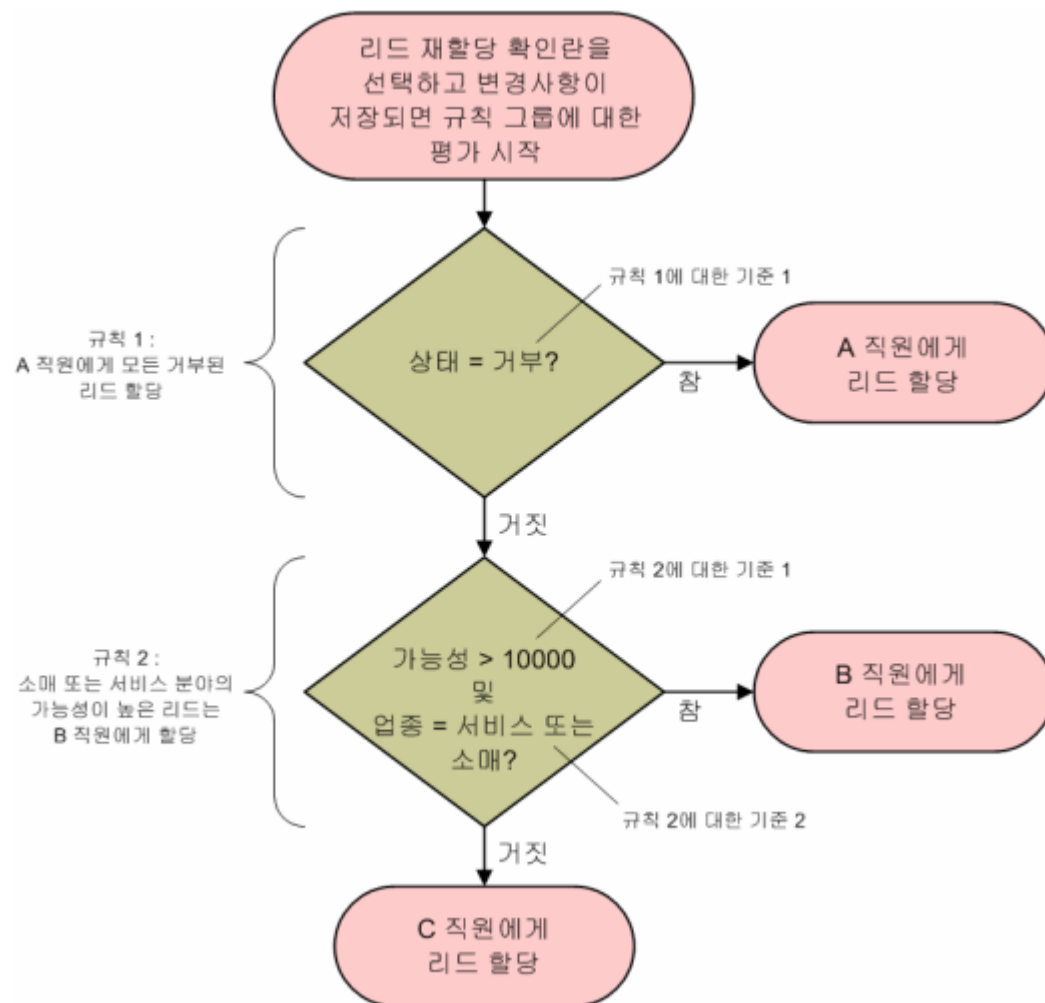 리드 재할당 확인란을
선택하고 변경사항이
저장되면 규칙 그룹에 대한
평가 시작
규칙 1에 대한 기준 1
규칙 1 :
A 직원에게 모든 거부된
리드 할당
상태 = 거부?
참
A 직원에게
리드 할당
거짓
규칙 2에 대한 기준 1
규칙 2 :
소매 또는 서비스 분야의
가능성이 높은 리드는
B 직원에게 할당
가능성 > 10000
및
업종 = 서비스 또는
소매?
참
B 직원에게
리드 할당
규칙 2에 대한 기준 2
거짓
C 직원에게
리드 할당